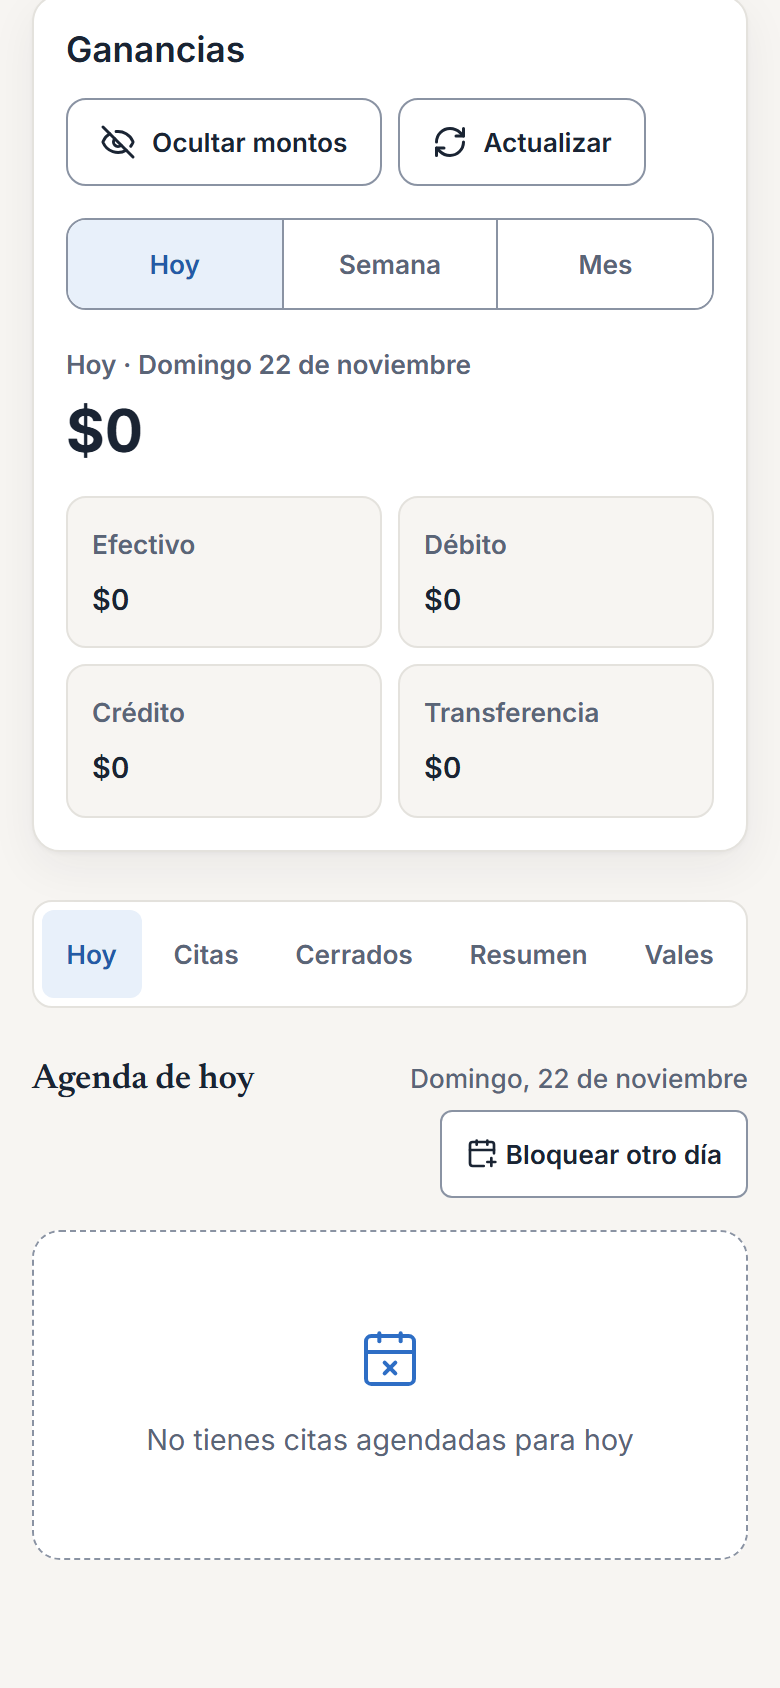 Ganancias
Ocultar montos
Actualizar
Hoy
Semana
Mes
Hoy · Domingo 22 de noviembre
$0
Efectivo
Débito
$0
$0
Crédito
Transferencia
$0
$0
Hoy
Citas
Cerrados
Resumen
Vales
Agenda de hoy
Domingo, 22 de noviembre
Bloquear otro día
No tienes citas agendadas para hoy